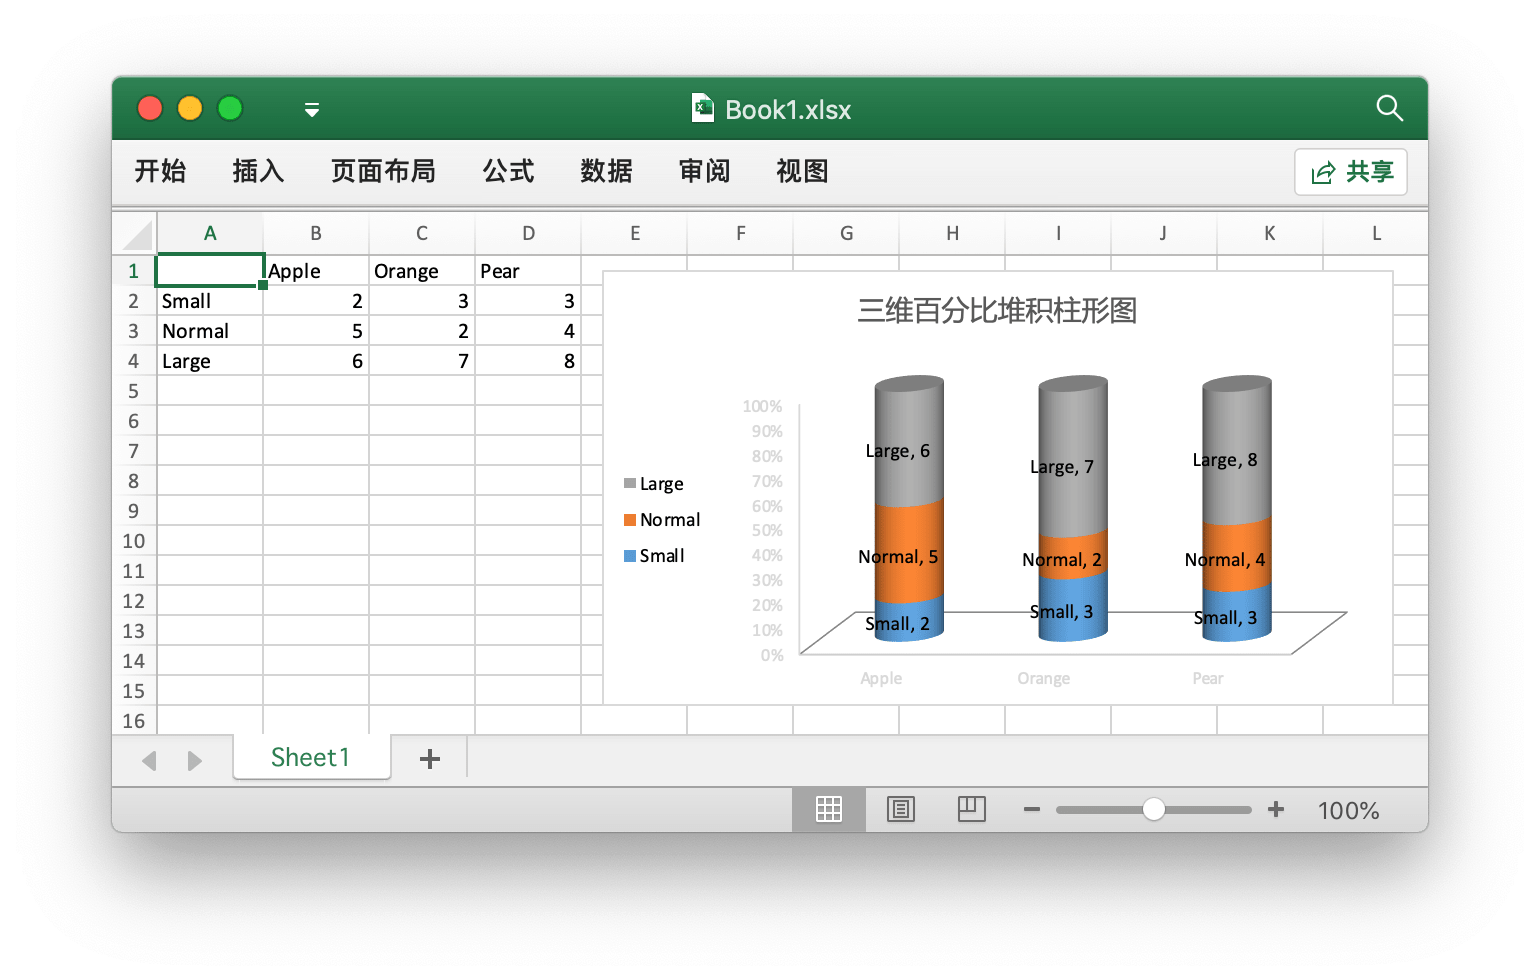 Book1.xlsx
开始 插入 页面布局 公式 数据 审阅 视图 共享
A B C D E F G H I J K L
1 Apple Orange Pear
2 Small 2 3 3
3 Normal 5 2 4
4 Large 6 7 8
5
6
7
8
9
10
11
12
13
14
15
16
三维百分比堆积柱形图
Large
Normal
Small
100%
90%
80%
70%
60%
50%
40%
30%
20%
10%
0%
Large, 6
Normal, 5
Small, 2
Large, 7
Normal, 2
Small, 3
Large, 8
Normal, 4
Small, 3
Apple Orange Pear
Sheet1
100%